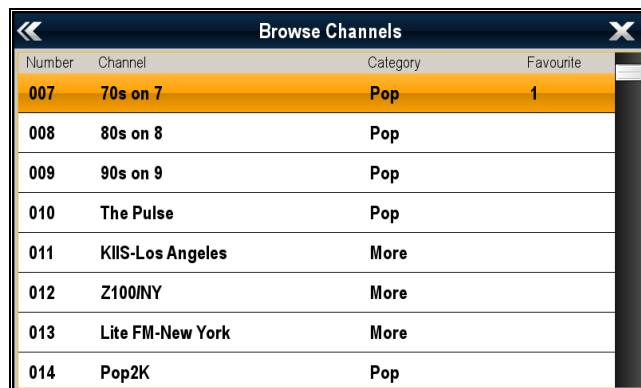 Browse Channels
Number Channel Category Favourite
007 70s on 7 Pop 1
008 80s on 8 Pop
009 90s on 9 Pop
010 The Pulse Pop
011 KIIS-Los Angeles More
012 Z100/NY More
013 Lite FM-New York More
014 Pop2K Pop